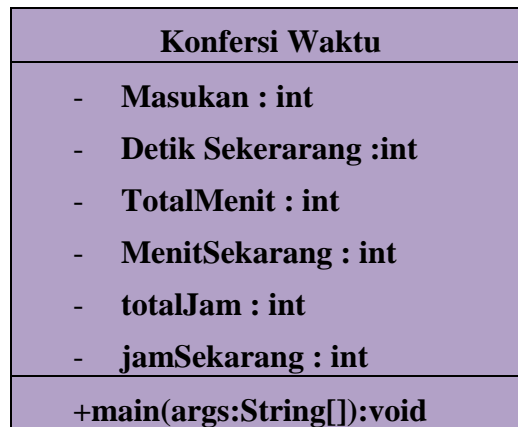 Konfersi Waktu
- Masukan : int
- Detik Sekerarang :int
- TotalMenit : int
- MenitSekarang : int
- totalJam : int
- jamSekarang : int
+main(args:String[]):void